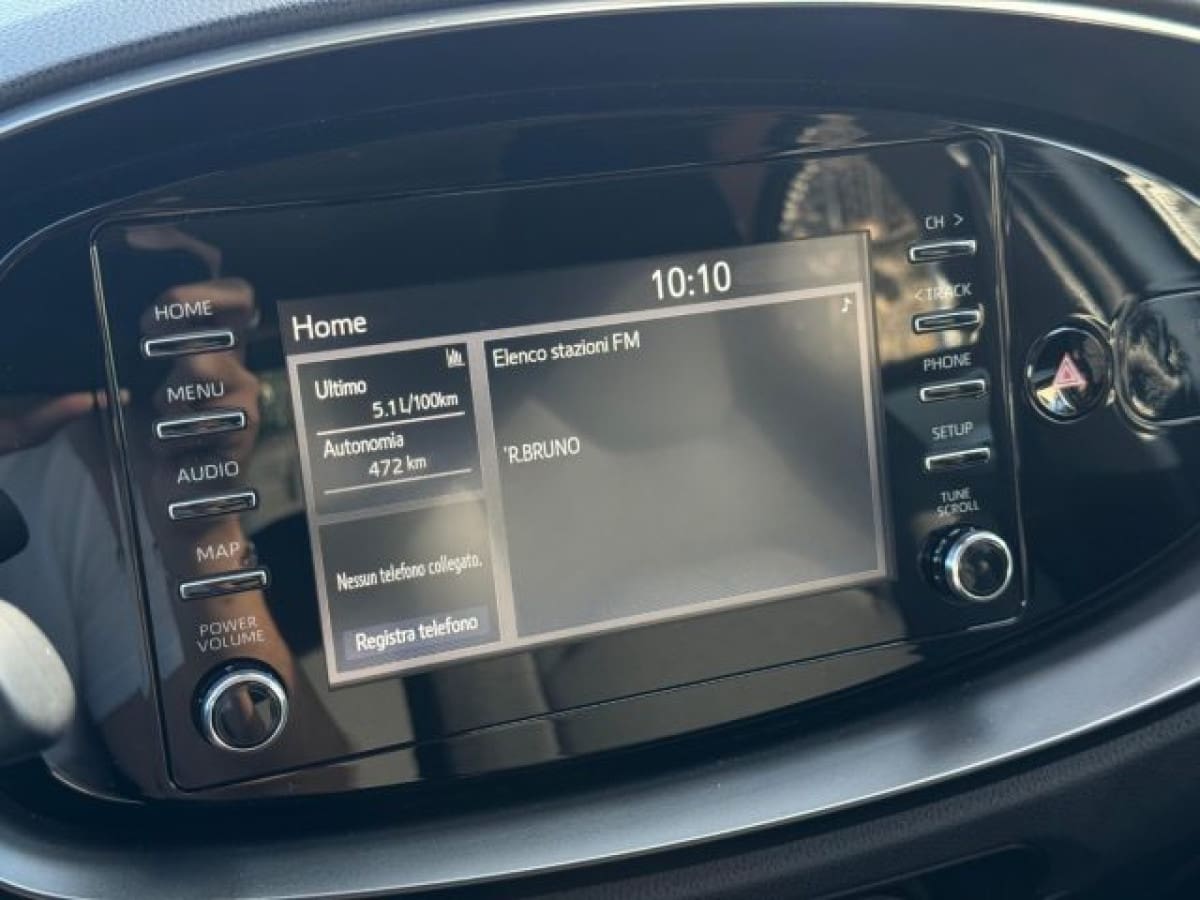 HOME
MENU
AUDIO
MAP
POWER
VOLUME
Home
10:10
Ultimo
5.1 L/100km
Autonomia
472 km
Nessun telefono collegato.
Registra telefono
Elenco stazioni FM
'R.BRUNO
CH >
< TRACK
PHONE
SETUP
TUNE
SCROLL